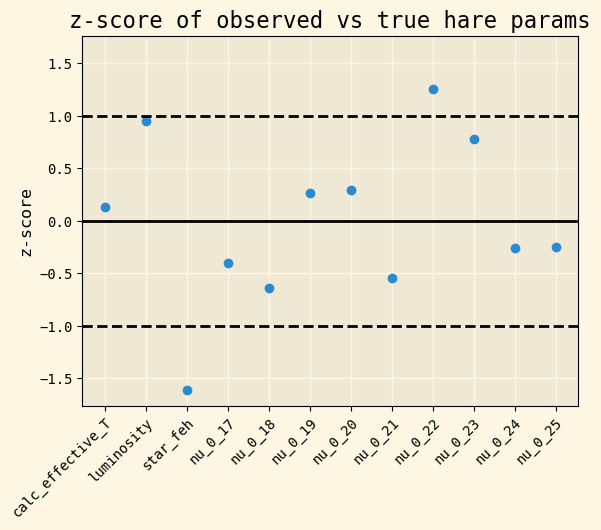 z-score of observed vs true hare params
z-score
1.5
1.0
0.5
0.0
−0.5
−1.0
−1.5
calc_effective_T
luminosity
star_feh
nu_0_17
nu_0_18
nu_0_19
nu_0_20
nu_0_21
nu_0_22
nu_0_23
nu_0_24
nu_0_25